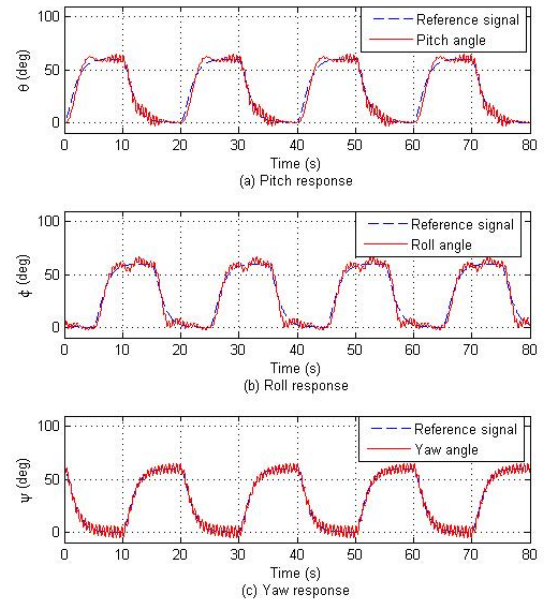 100
50
0
θ (deg)
Reference signal
Pitch angle
0 10 20 30 40 50 60 70 80
Time (s)
(a) Pitch response
100
50
0
ϕ (deg)
Reference signal
Roll angle
0 10 20 30 40 50 60 70 80
Time (s)
(b) Roll response
100
50
0
ψ (deg)
Reference signal
Yaw angle
0 10 20 30 40 50 60 70 80
Time (s)
(c) Yaw response